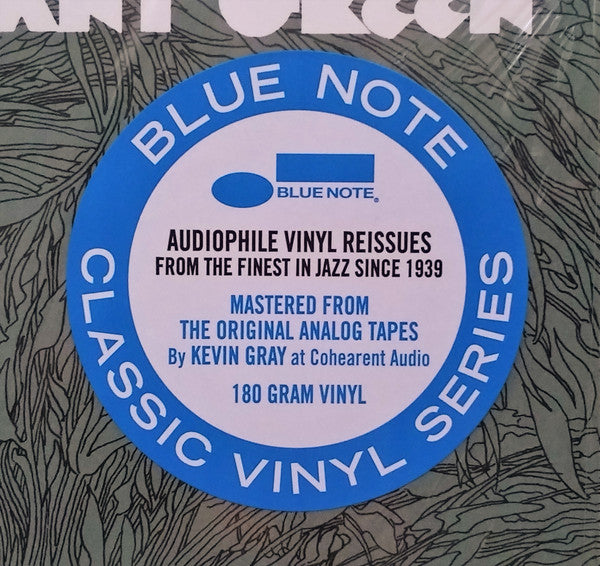 BLUE NOTE
BLUE NOTE®
AUDIOPHILE VINYL REISSUES
FROM THE FINEST IN JAZZ SINCE 1939
MASTERED FROM
THE ORIGINAL ANALOG TAPES
By KEVIN GRAY at Cohearent Audio
180 GRAM VINYL
CLASSIC VINYL SERIES